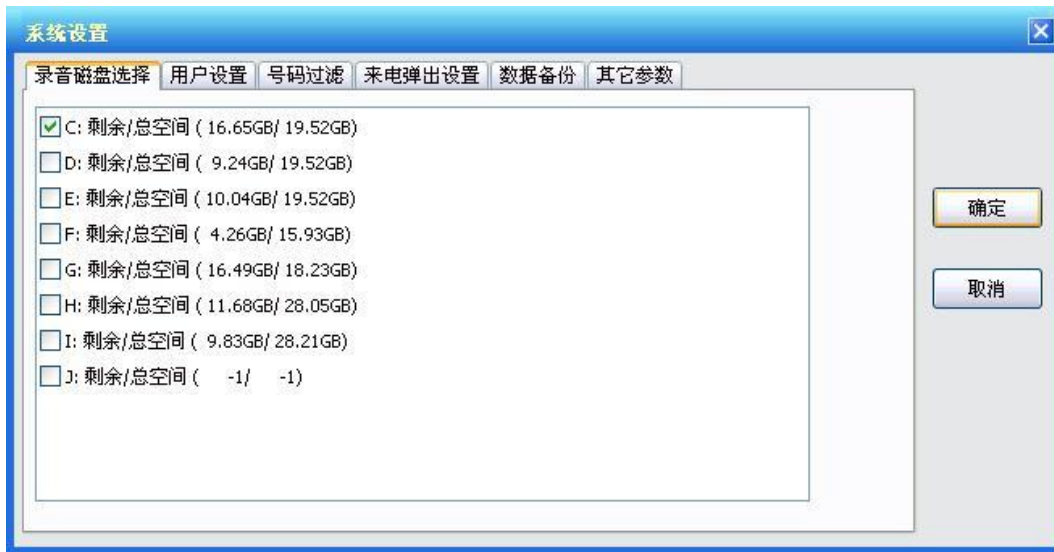 系统设置
录音磁盘选择 用户设置 号码过滤 来电弹出设置 数据备份 其它参数
C: 剩余/总空间 ( 16.65GB/ 19.52GB)
D: 剩余/总空间 (  9.24GB/ 19.52GB)
E: 剩余/总空间 ( 10.04GB/ 19.52GB)
F: 剩余/总空间 (  4.26GB/ 15.93GB)
G: 剩余/总空间 ( 16.49GB/ 18.23GB)
H: 剩余/总空间 ( 11.68GB/ 28.05GB)
I: 剩余/总空间 (  9.83GB/ 28.21GB)
J: 剩余/总空间 (    -1/    -1)
确定
取消